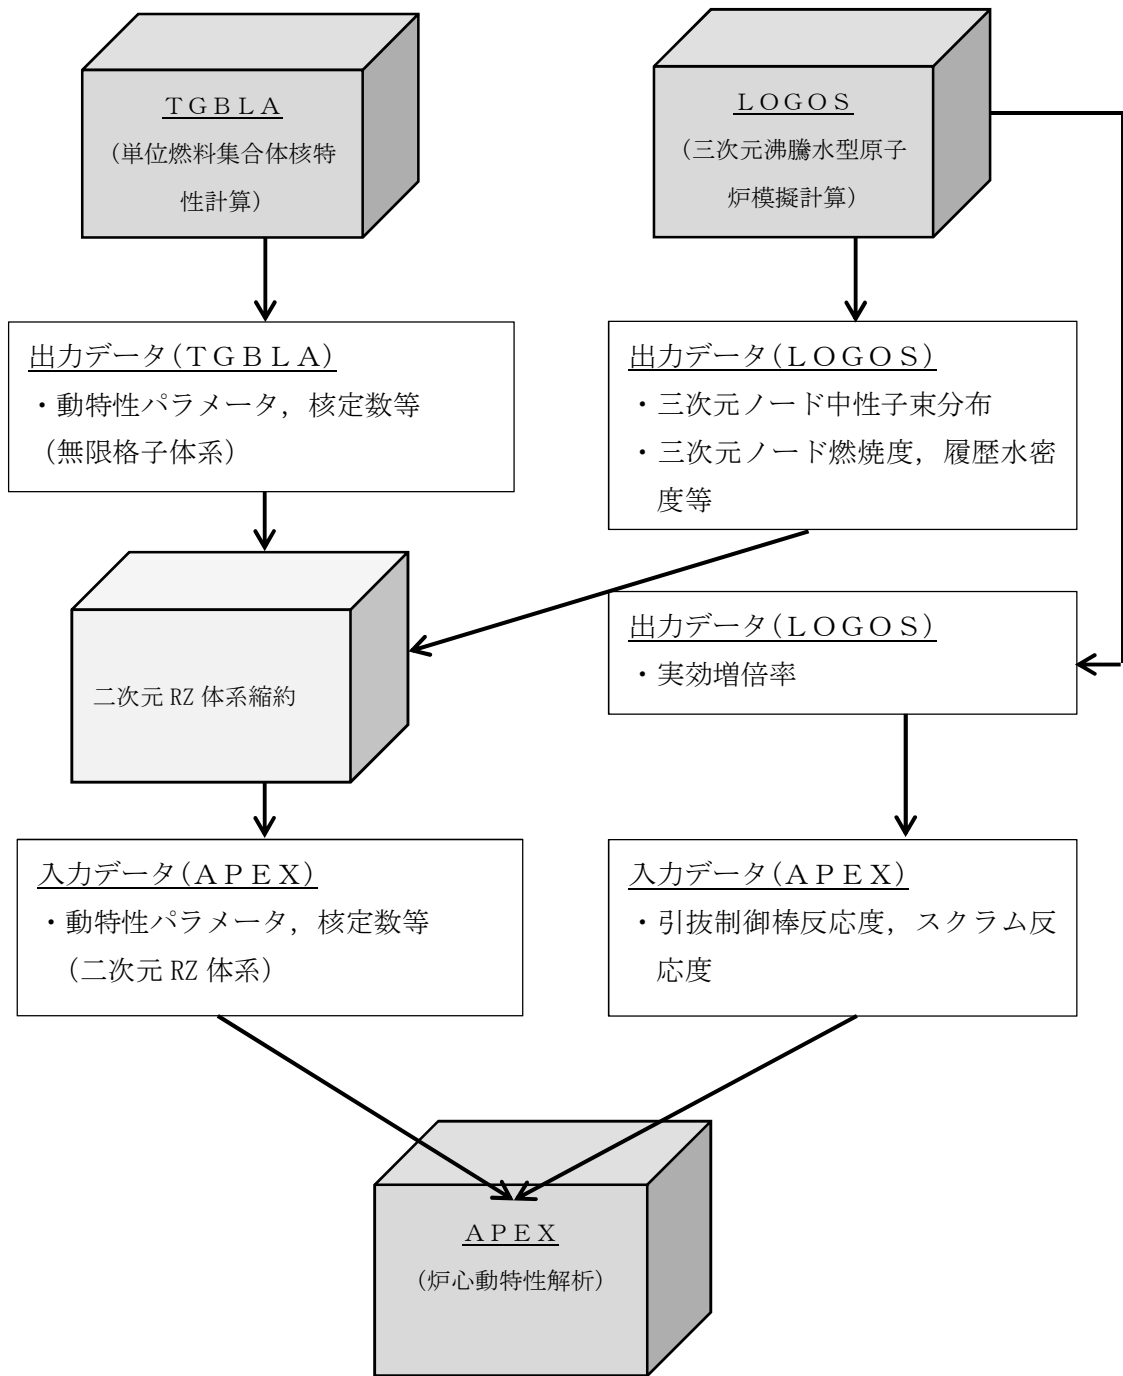 TGBLA
（単位燃料集合体核特
性計算）
LOGOS
（三次元沸騰水型原子
炉模擬計算）
出力データ(TGBLA)
・動特性パラメータ，核定数等
（無限格子体系）
出力データ(LOGOS)
・三次元ノード中性子束分布
・三次元ノード燃焼度，履歴水密
度等
二次元 RZ 体系縮約
出力データ(LOGOS)
・実効増倍率
入力データ(APEX)
・動特性パラメータ，核定数等
（二次元 RZ 体系）
入力データ(APEX)
・引抜制御棒反応度，スクラム反
応度
APEX
（炉心動特性解析）